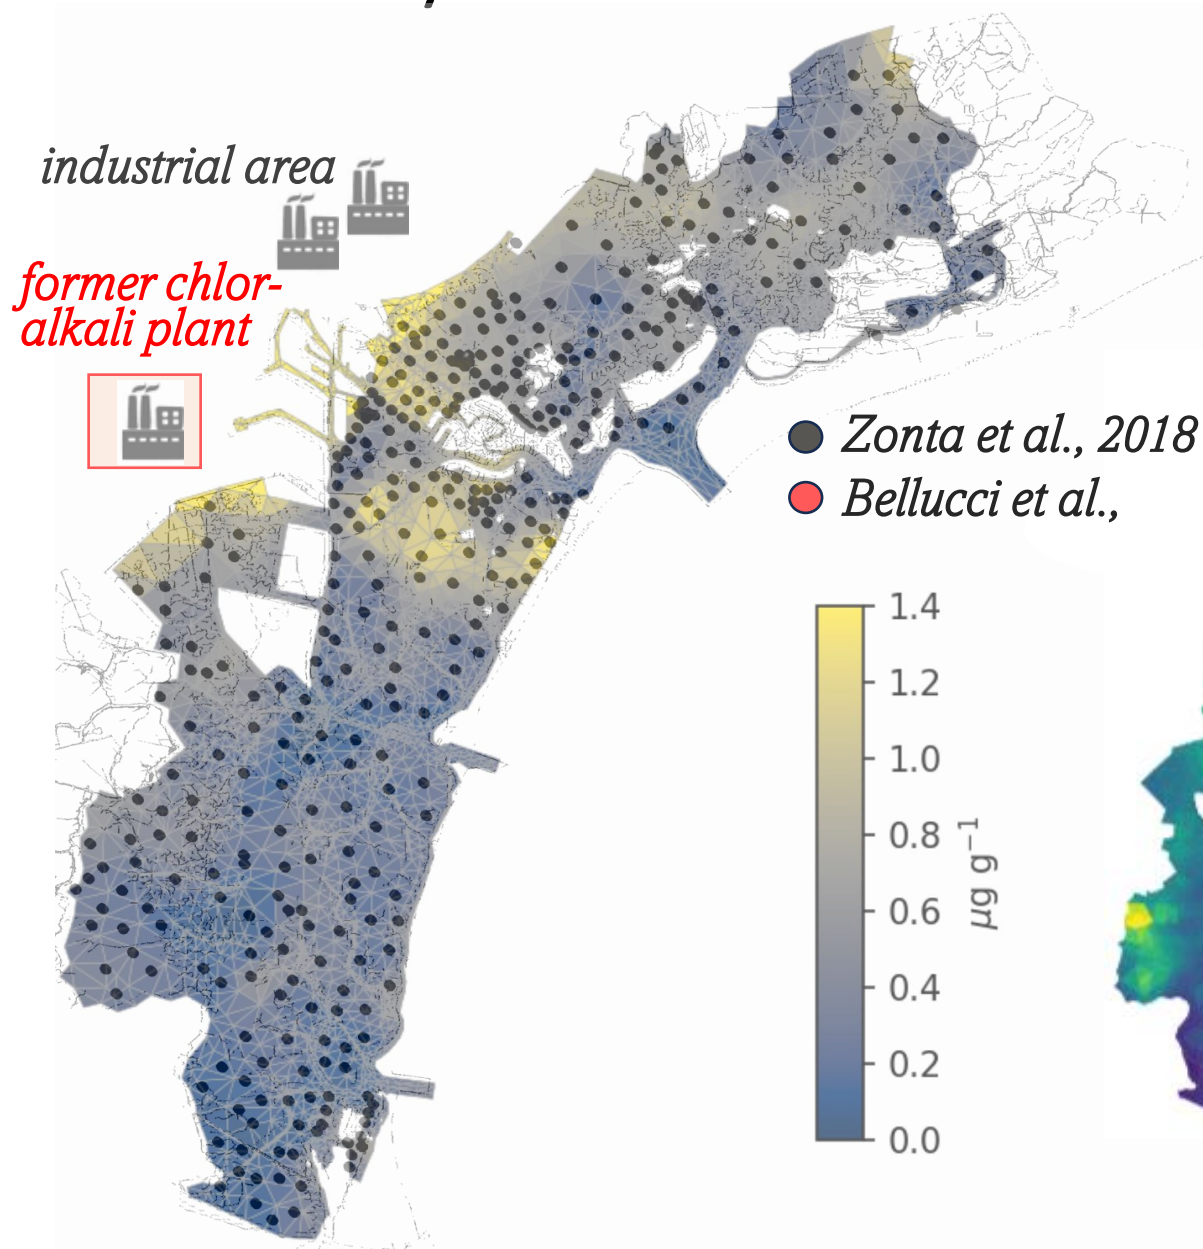 industrial area
former chlor-
alkali plant
Zonta et al., 2018
Bellucci et al.,
1.4
1.2
1.0
0.8
0.6
0.4
0.2
0.0
µg g⁻¹